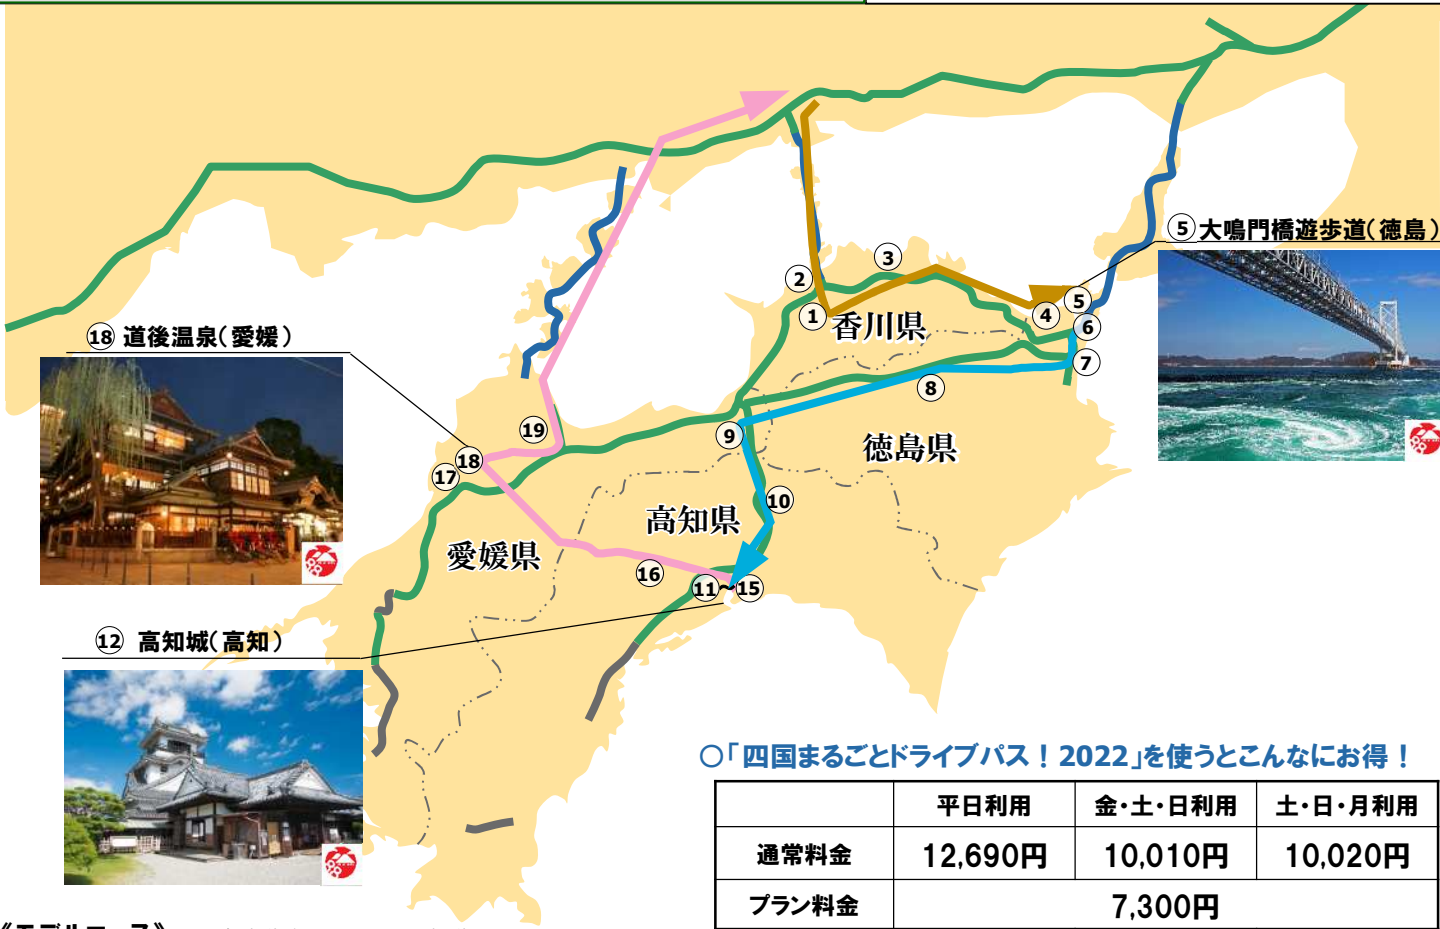 ⑤大鳴門橋遊歩道(徳島)
②
③
①
香川県
④
⑤
⑥
⑦
⑧
⑱ 道後温泉(愛媛)
⑲
⑱
⑰
⑨
徳島県
⑩
高知県
愛媛県
⑯
⑪~⑮
⑫ 高知城(高知)
○「四国まるごとドライブパス!2022」を使うとこんなにお得!
平日利用 金・土・日利用 土・日・月利用
通常料金 12,690円 10,010円 10,020円
プラン料金 7,300円